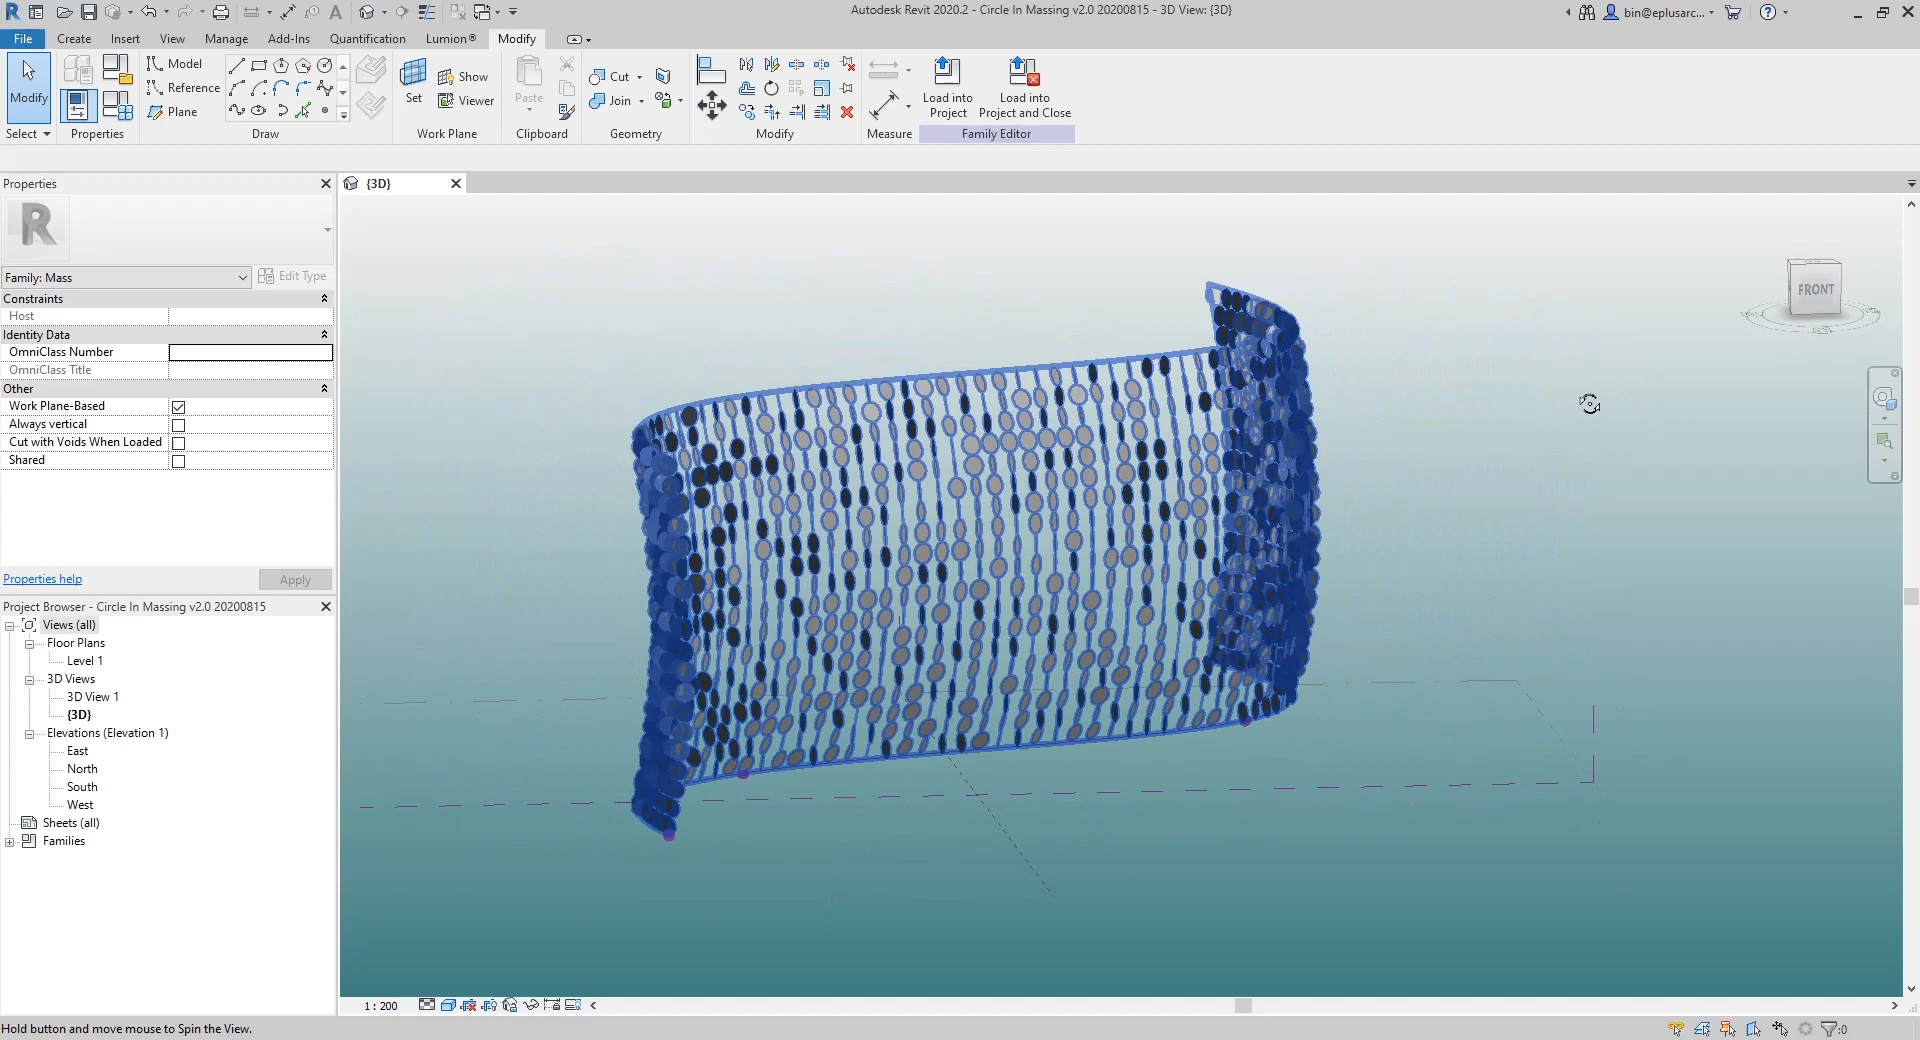 Autodesk Revit 2020.2 - Circle In Massing v2.0 20200815 - 3D View: {3D}
bin@eplusarc...
File Create Insert View Manage Add-Ins Quantification Lumion® Modify
Modify
Select
Properties
Model
Reference
Plane
Draw
Set
Show
Viewer
Work Plane
Paste
Clipboard
Cut
Join
Geometry
Modify
Measure
Load into
Project
Load into
Project and Close
Family Editor
Properties
{3D}
R
Family: Mass
Edit Type
Constraints
Host
Identity Data
OmniClass Number
OmniClass Title
Other
Work Plane-Based
Always vertical
Cut with Voids When Loaded
Shared
Properties help
Apply
Project Browser - Circle In Massing v2.0 20200815
Views (all)
Floor Plans
Level 1
3D Views
3D View 1
{3D}
Elevations (Elevation 1)
East
North
South
West
Sheets (all)
Families
FRONT
1 : 200
Hold button and move mouse to Spin the View.
:0